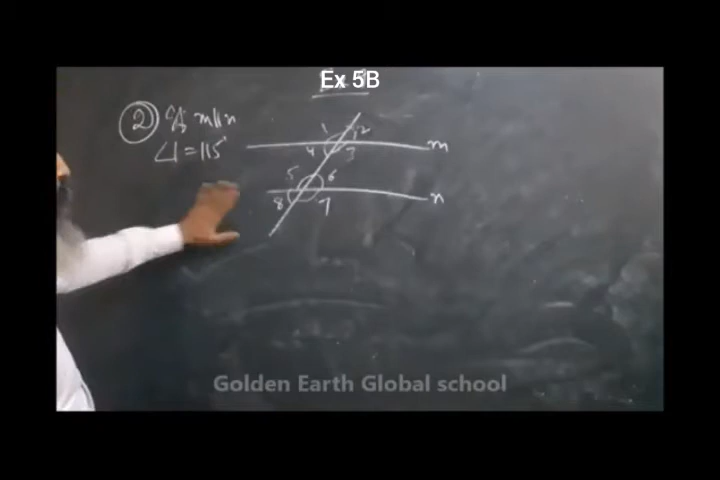 Ex 5B
2 If m||n
∠1 = 115°
1 2
4 3
m
5 6
8 7
n
Golden Earth Global school